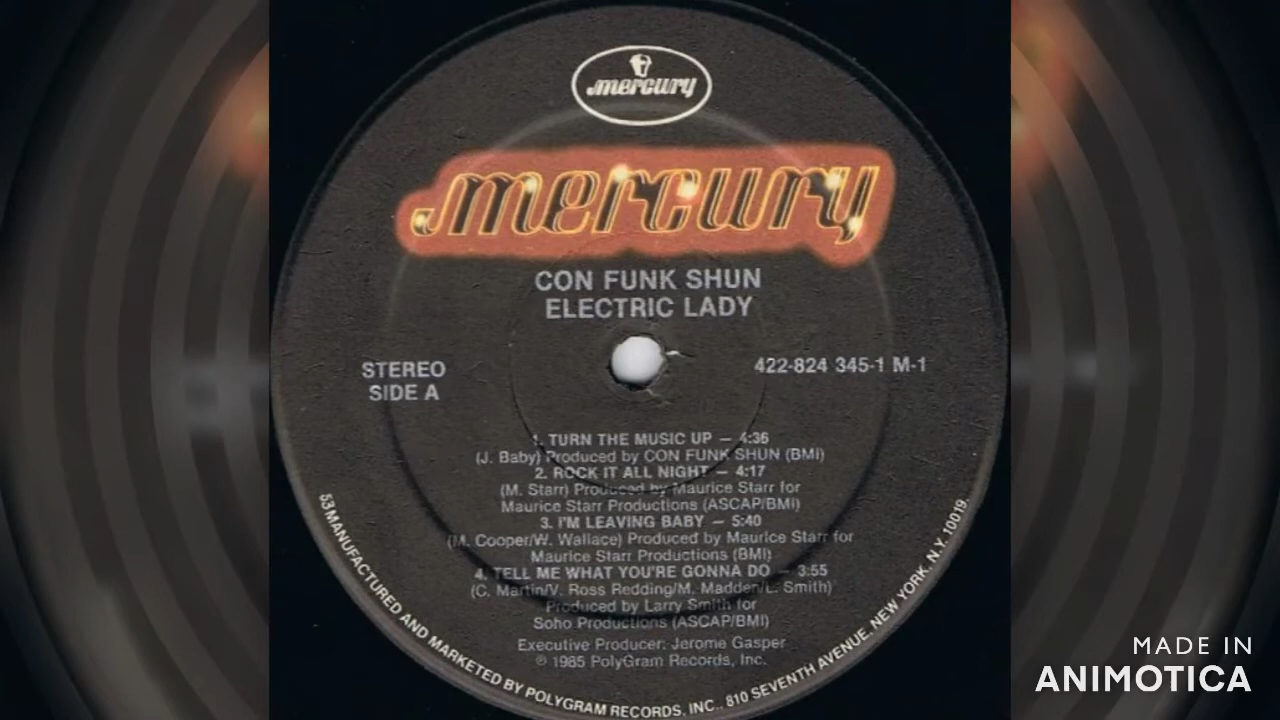 mercury
mercury
CON FUNK SHUN
ELECTRIC LADY
STEREO
SIDE A
422-824 345-1 M-1
1. TURN THE MUSIC UP — 4:36
(J. Baby) Produced by CON FUNK SHUN (BMI)
2. ROCK IT ALL NIGHT — 4:17
(M. Starr) Produced by Maurice Starr for
Maurice Starr Productions (ASCAP/BMI)
3. I'M LEAVING BABY — 5:40
(M. Cooper/W. Wallace) Produced by Maurice Starr for
Maurice Starr Productions (BMI)
4. TELL ME WHAT YOU'RE GONNA DO — 3:55
(C. Martin/V. Ross Redding/M. Madden/L. Smith)
Produced by Larry Smith for
Soho Productions (ASCAP/BMI)
Executive Producer: Jerome Gasper
℗ 1985 PolyGram Records, Inc.
53 MANUFACTURED AND MARKETED BY POLYGRAM RECORDS, INC., 810 SEVENTH AVENUE, NEW YORK, N.Y. 10019.
MADE IN
ANIMOTICA